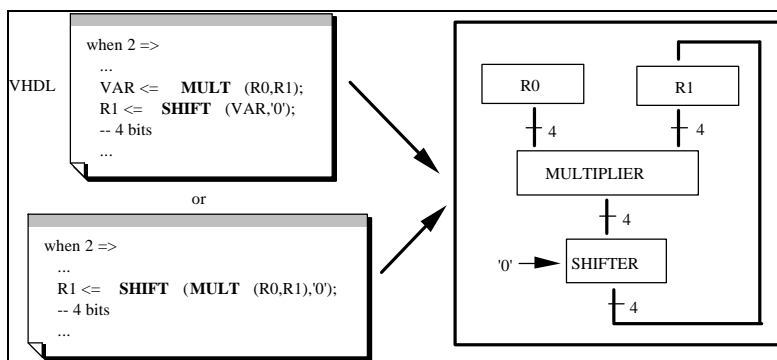 VHDL
when 2 =>
...
VAR <= MULT (R0,R1);
R1 <= SHIFT (VAR,'0');
-- 4 bits
...
or
when 2 =>
...
R1 <= SHIFT (MULT (R0,R1),'0');
-- 4 bits
...
R0
R1
4
4
MULTIPLIER
4
'0'
SHIFTER
4